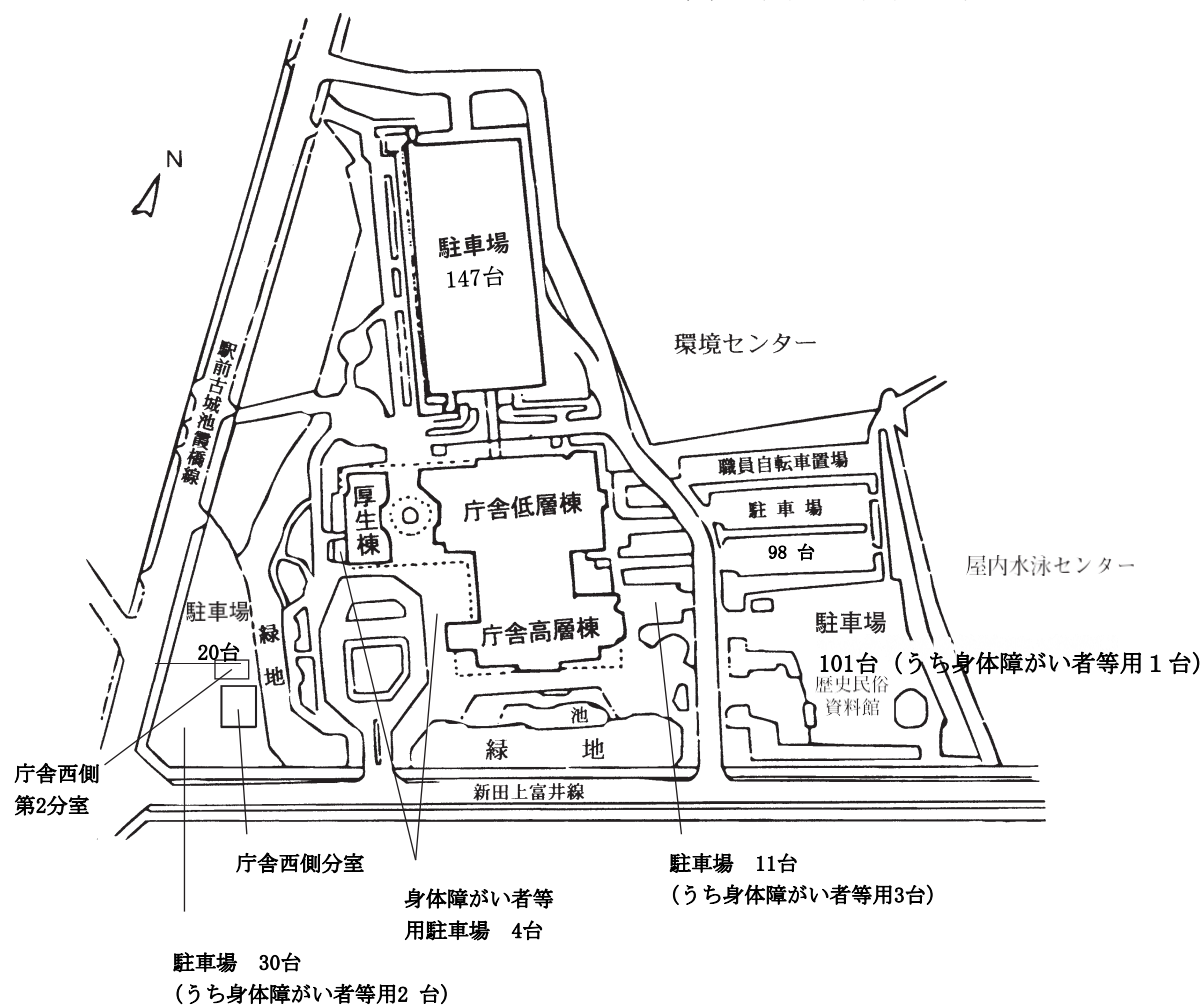 N
駐車場
147台
環境センター
駅前古城池霞橋線
職員自転車置場
駐車場
98 台
厚生棟
庁舎低層棟
屋内水泳センター
駐車場
20台
緑地
庁舎高層棟
駐車場
101台（うち身体障がい者等用１台）
歴史民俗
資料館
池
緑 地
庁舎西側
第2分室
新田上富井線
庁舎西側分室
駐車場 11台
(うち身体障がい者等用3台)
身体障がい者等
用駐車場 4台
駐車場 30台
(うち身体障がい者等用2 台)